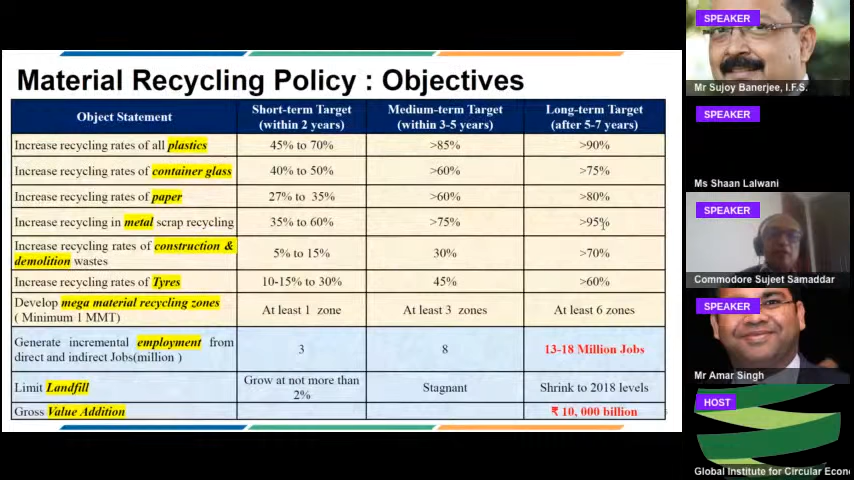 Material Recycling Policy : Objectives
Object Statement
Short-term Target
(within 2 years)
Medium-term Target
(within 3-5 years)
Long-term Target
(after 5-7 years)
Increase recycling rates of all plastics
45% to 70%
>85%
>90%
Increase recycling rates of container glass
40% to 50%
>60%
>75%
Increase recycling rates of paper
27% to 35%
>60%
>80%
Increase recycling in metal scrap recycling
35% to 60%
>75%
>95%
Increase recycling rates of construction &
demolition wastes
5% to 15%
30%
>70%
Increase recycling rates of Tyres
10-15% to 30%
45%
>60%
Develop mega material recycling zones
( Minimum 1 MMT)
At least 1 zone
At least 3 zones
At least 6 zones
Generate incremental employment from
direct and indirect Jobs(million )
3
8
13-18 Million Jobs
Limit Landfill
Grow at not more than
2%
Stagnant
Shrink to 2018 levels
Gross Value Addition
₹ 10, 000 billion
SPEAKER
Mr Sujoy Banerjee, I.F.S.
SPEAKER
Ms Shaan Lalwani
SPEAKER
Commodore Sujeet Samaddar
SPEAKER
Mr Amar Singh
HOST
Global Institute for Circular Econ